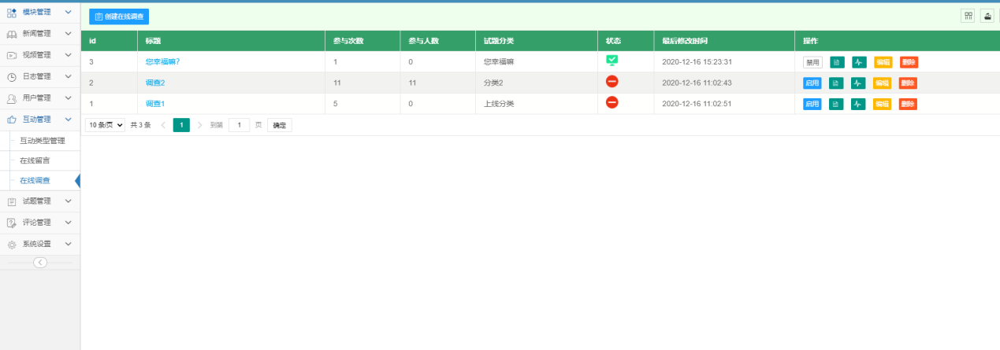 模块管理
新闻管理
视频管理
日志管理
用户管理
互动管理
互动类型管理
在线留言
在线调查
试题管理
评论管理
系统设置
创建在线调查
id 标题 参与次数 参与人数 试题分类 状态 最后修改时间 操作
3 您幸福嘛? 1 0 您幸福嘛 2020-12-16 15:23:31 禁用 编辑 删除
2 调查2 11 11 分类2 2020-12-16 11:02:43 启用 编辑 删除
1 调查1 5 0 上线分类 2020-12-16 11:02:51 启用 编辑 删除
10 条/页 共 3 条 1 到第 1 页 确定